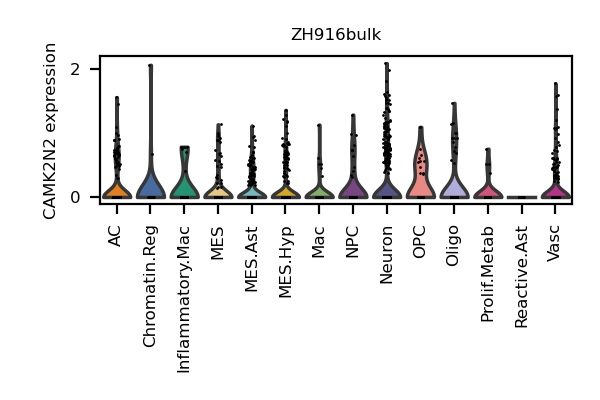 ZH916bulk
CAMK2N2 expression
2
0
AC
Chromatin.Reg
Inflammatory.Mac
MES
MES.Ast
MES.Hyp
Mac
NPC
Neuron
OPC
Oligo
Prolif.Metab
Reactive.Ast
Vasc